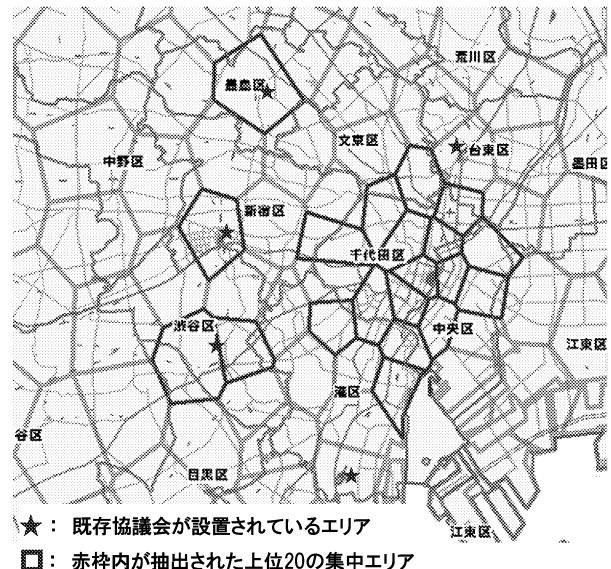 荒川区
豊島区
文京区
台東区
中野区
墨田区
新宿区
千代田区
渋谷区
中央区
江東区
港区
谷区
目黒区
江東区
★： 既存協議会が設置されているエリア
□： 赤枠内が抽出された上位20の集中エリア